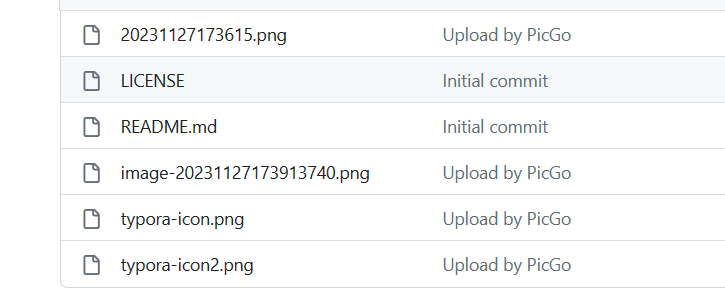 20231127173615.png Upload by PicGo
LICENSE Initial commit
README.md Initial commit
image-20231127173913740.png Upload by PicGo
typora-icon.png Upload by PicGo
typora-icon2.png Upload by PicGo